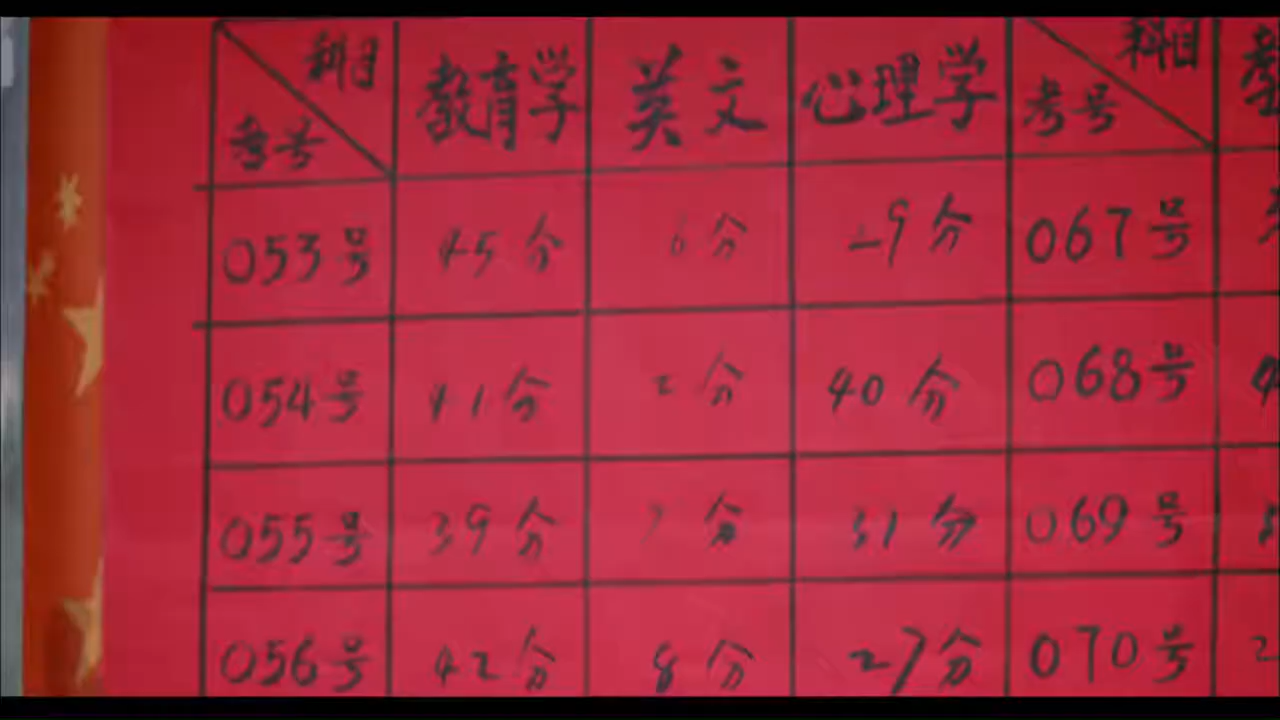 科目 教育学 英文 心理学 科目
考号 考号
053号 45分 6分 29分 067号
054号 41分 2分 40分 068号
055号 39分 7分 31分 069号
056号 42分 8分 27分 070号